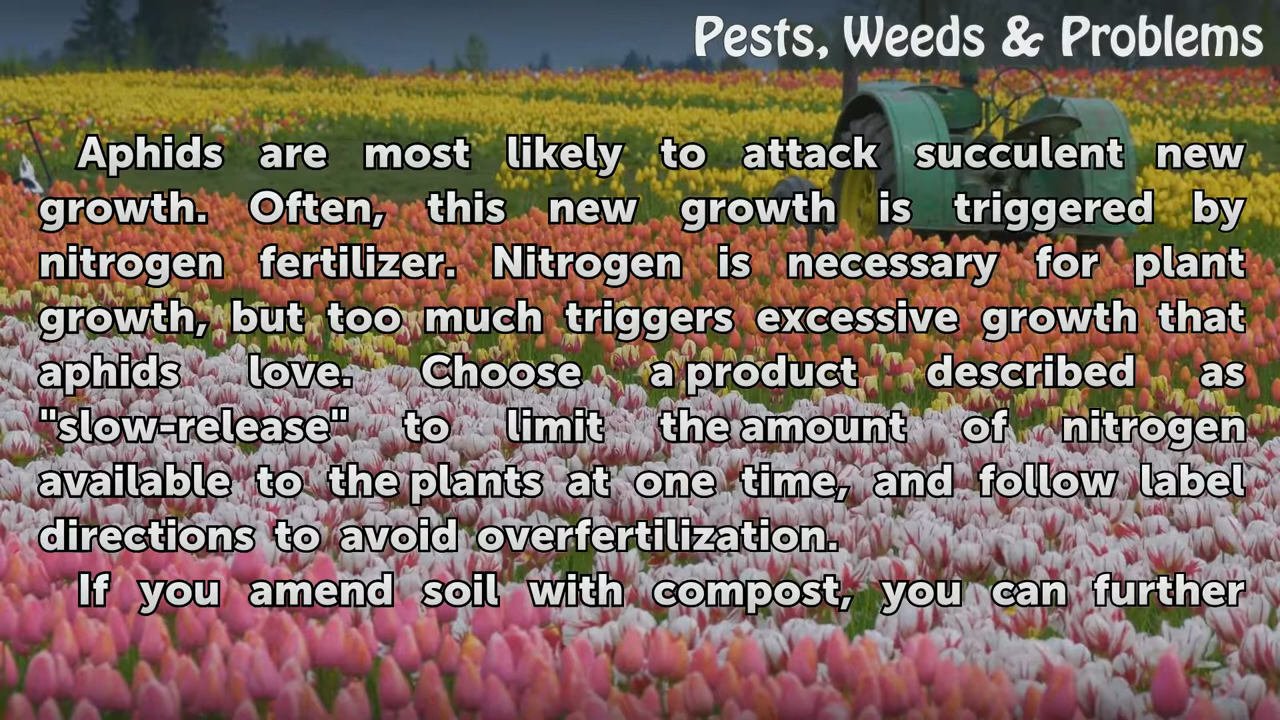 Pests, Weeds & Problems
Aphids are most likely to attack succulent new
growth. Often, this new growth is triggered by
nitrogen fertilizer. Nitrogen is necessary for plant
growth, but too much triggers excessive growth that
aphids love. Choose a product described as
"slow-release" to limit the amount of nitrogen
available to the plants at one time, and follow label
directions to avoid overfertilization.
If you amend soil with compost, you can further